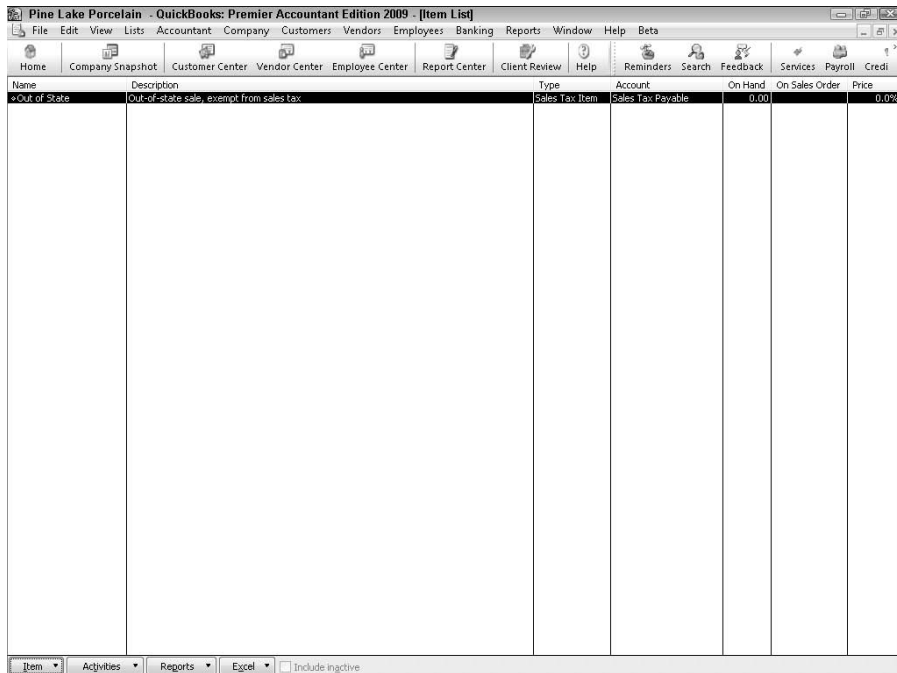 Pine Lake Porcelain - QuickBooks: Premier Accountant Edition 2009 - [Item List]
File Edit View Lists Accountant Company Customers Vendors Employees Banking Reports Window Help Beta
Home Company Snapshot Customer Center Vendor Center Employee Center Report Center Client Review Help Reminders Search Feedback Services Payroll Credi
Name Description Type Account On Hand On Sales Order Price
Out of State Out-of-state sale, exempt from sales tax Sales Tax Item Sales Tax Payable 0.00 0.0%
Item Activities Reports Excel Include inactive